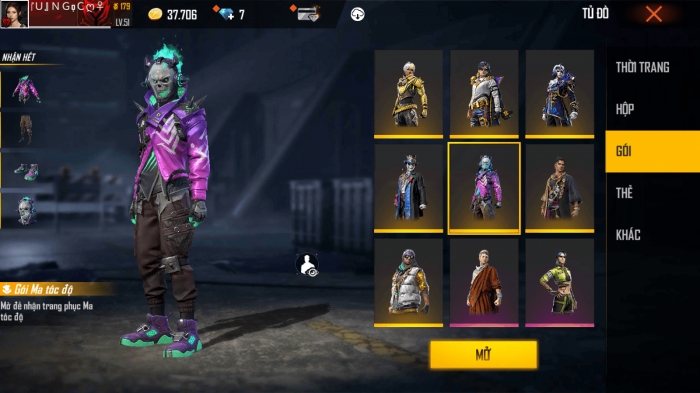 179
LV.51
37.706
7
TỦ ĐỒ
NHẬN HẾT
THỜI TRANG
HỘP
GÓI
THẺ
KHÁC
Gói Ma tốc độ
Mở để nhận trang phục Ma
tốc độ
MỞ